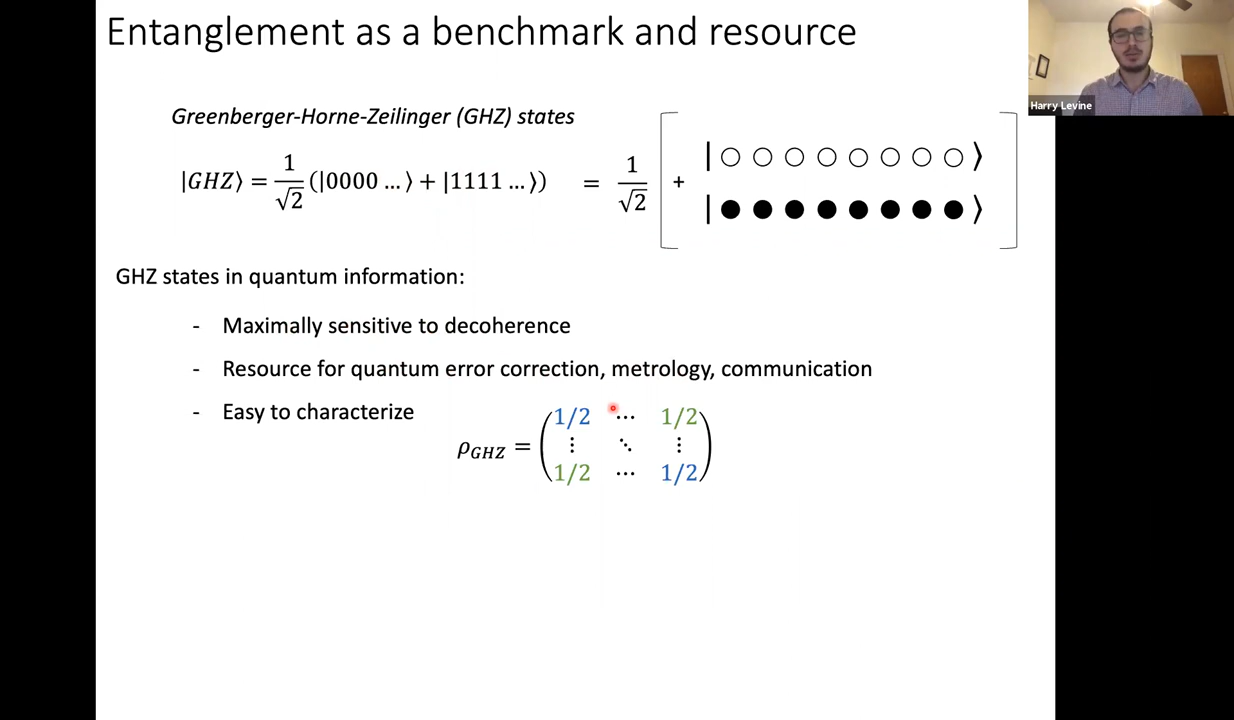 Entanglement as a benchmark and resource
Harry Levine
Greenberger-Horne-Zeilinger (GHZ) states
|GHZ⟩ = 1/√2 (|0000 …⟩ + |1111 …⟩) = 1/√2 [ |○○○○○○○○⟩ + |●●●●●●●●⟩ ]
GHZ states in quantum information:
- Maximally sensitive to decoherence
- Resource for quantum error correction, metrology, communication
- Easy to characterize
1/2 ⋯ 1/2
ρ_GHZ = ⋮ ⋱ ⋮
1/2 ⋯ 1/2